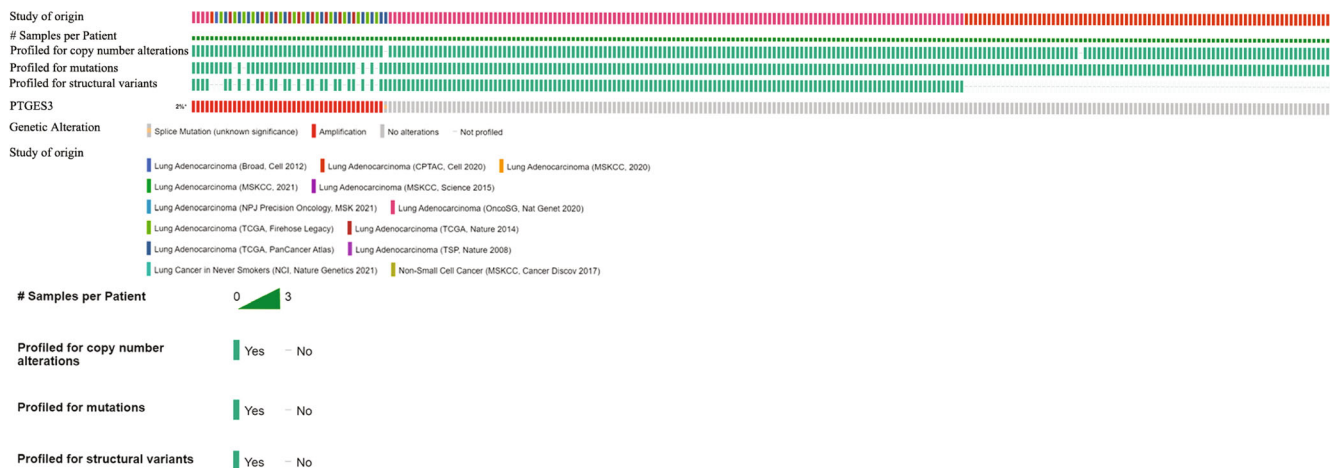 Study of origin
# Samples per Patient
Profiled for copy number alterations
Profiled for mutations
Profiled for structural variants
PTGES3 2%*
Genetic Alteration Splice Mutation (unknown significance) Amplification No alterations Not profiled
Study of origin
Lung Adenocarcinoma (Broad, Cell 2012) Lung Adenocarcinoma (CPTAC, Cell 2020) Lung Adenocarcinoma (MSKCC, 2020)
Lung Adenocarcinoma (MSKCC, 2021) Lung Adenocarcinoma (MSKCC, Science 2015)
Lung Adenocarcinoma (NPJ Precision Oncology, MSK 2021) Lung Adenocarcinoma (OncoSG, Nat Genet 2020)
Lung Adenocarcinoma (TCGA, Firehose Legacy) Lung Adenocarcinoma (TCGA, Nature 2014)
Lung Adenocarcinoma (TCGA, PanCancer Atlas) Lung Adenocarcinoma (TSP, Nature 2008)
Lung Cancer in Never Smokers (NCI, Nature Genetics 2021) Non-Small Cell Cancer (MSKCC, Cancer Discov 2017)
# Samples per Patient 0 3
Profiled for copy number
alterations Yes No
Profiled for mutations Yes No
Profiled for structural variants Yes No